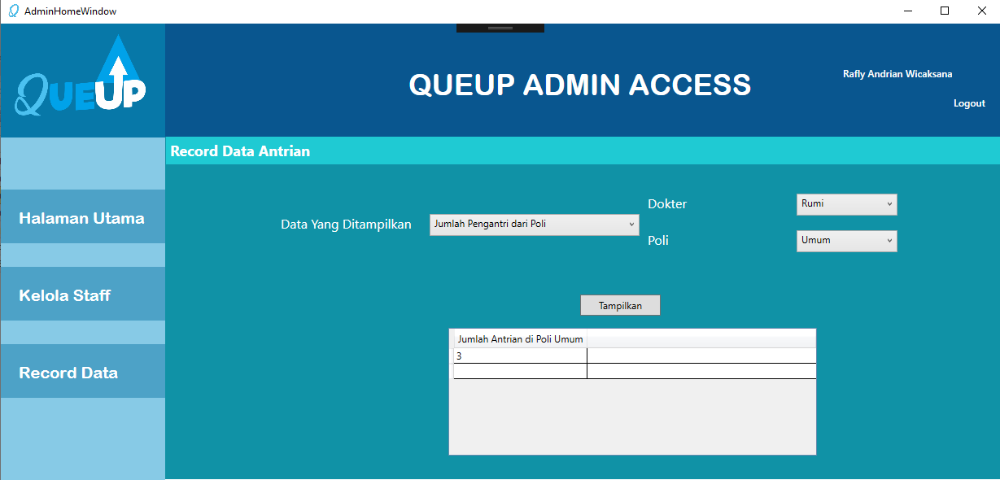 AdminHomeWindow
QUEUP
QUEUP ADMIN ACCESS
Rafly Andrian Wicaksana
Logout
Record Data Antrian
Halaman Utama
Kelola Staff
Record Data
Data Yang Ditampilkan
Jumlah Pengantri dari Poli
Dokter
Rumi
Poli
Umum
Tampilkan
Jumlah Antrian di Poli Umum
3